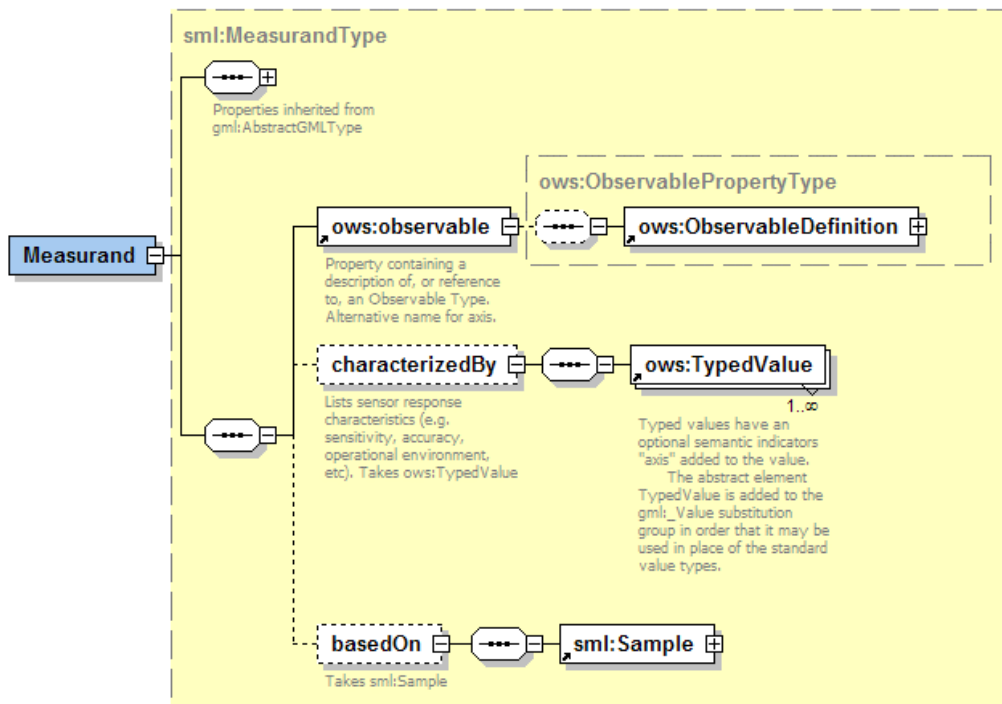 sml:MeasurandType
Properties inherited from
gml:AbstractGMLType
ows:ObservablePropertyType
ows:observable
ows:ObservableDefinition
Measurand
Property containing a
description of, or reference
to, an Observable Type.
Alternative name for axis.
characterizedBy
ows:TypedValue
1..∞
Lists sensor response
characteristics (e.g.
sensitivity, accuracy,
operational environment,
etc). Takes ows:TypedValue
Typed values have an
optional semantic indicators
"axis" added to the value.
The abstract element
TypedValue is added to the
gml:_Value substitution
group in order that it may be
used in place of the standard
value types.
basedOn
sml:Sample
Takes sml:Sample